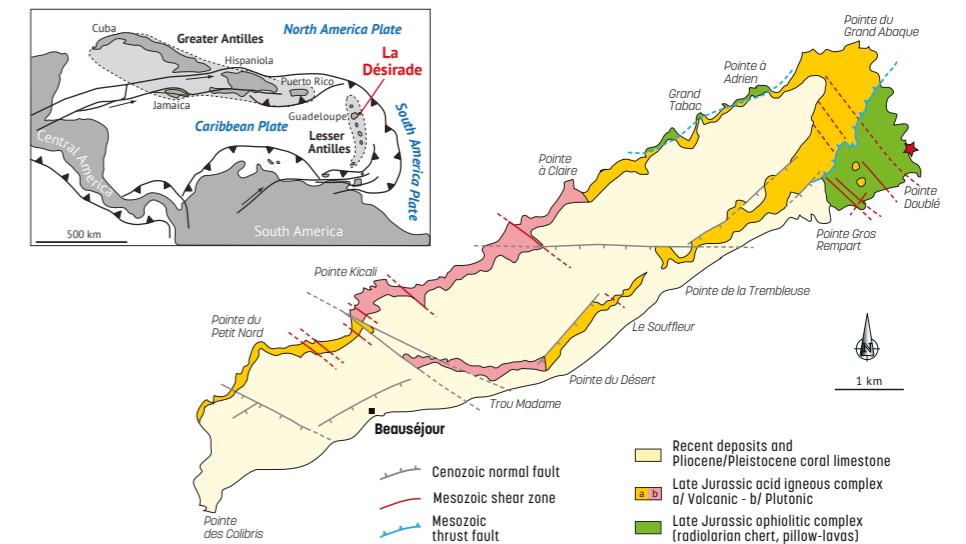 Cuba
Greater Antilles
North America Plate
Hispaniola
La
Désirade
Puerto Rico
Jamaica
Guadeloupe
Caribbean Plate
Lesser
Antilles
South America Plate
Central America
South America
500 km
Pointe du
Grand Abaque
Pointe à
Adrien
Grand
Tabac
Pointe
à Claire
Pointe
Doublé
Pointe Gros
Rempart
Pointe Kicali
Pointe de la Trembleuse
Pointe du
Petit Nord
Le Souffleur
N
1 km
Pointe du Désert
Trou Madame
Beauséjour
Pointe
des Colibris
Cenozoic normal fault
Mesozoic shear zone
Mesozoic
thrust fault
Recent deposits and
Pliocene/Pleistocene coral limestone
a b
Late Jurassic acid igneous complex
a/ Volcanic - b/ Plutonic
Late Jurassic ophiolitic complex
(radiolarian chert, pillow-lavas)